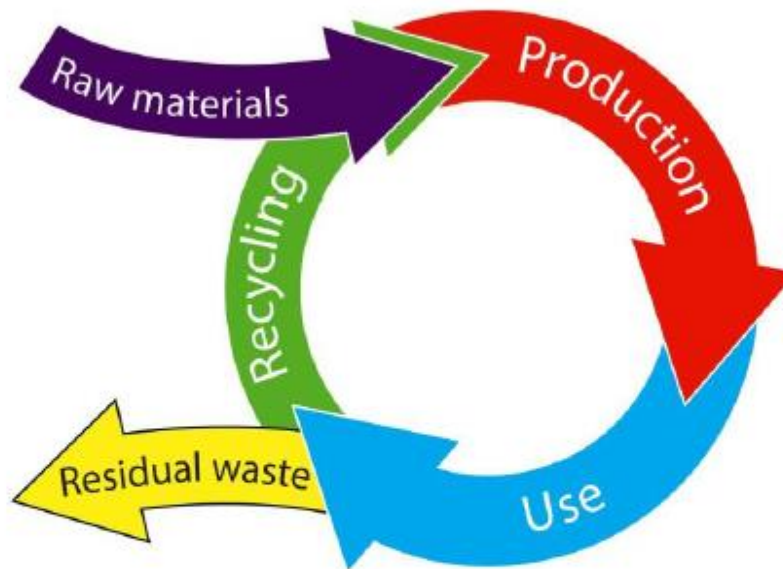 Raw materials
Production
Recycling
Residual waste
Use